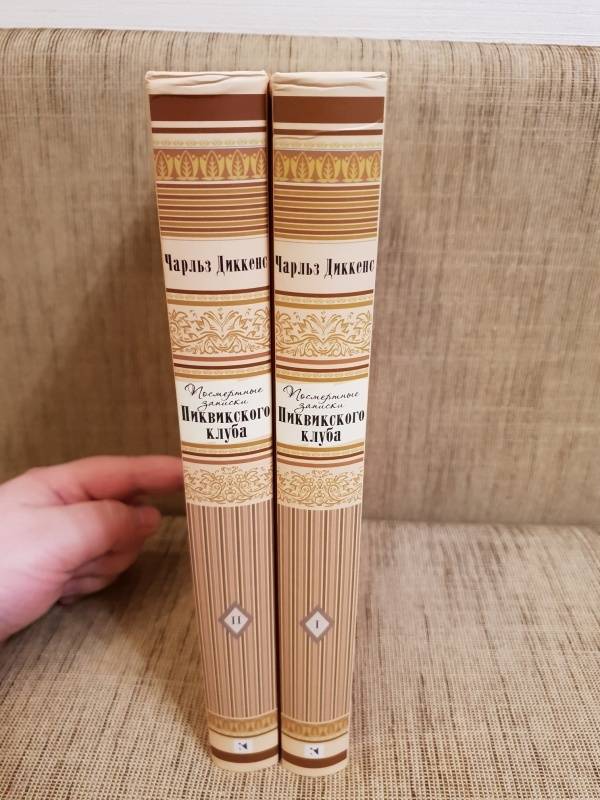 Чарльз Диккенс
Посмертные
записки
Пиквикского
клуба
II
Чарльз Диккенс
Посмертные
записки
Пиквикского
клуба
I